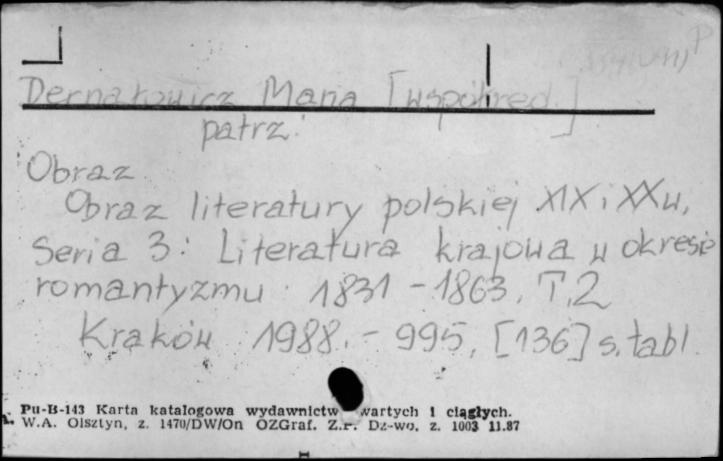 P
Dernałowicz Maria [współred.]
patrz:
Obraz
Obraz literatury polskiej XIX i XX w,
Seria 3: Literatura krajowa w okresie
romantyzmu 1831-1863, T.2
Kraków 1988. - 995, [136] s. tabl
Pu-B-143 Karta katalogowa wydawnictw wartych i ciągłych.
W.A. Olsztyn, z. 1470/DW/On OZGraf. Z.P. Dz-wo, z. 1003 11.87